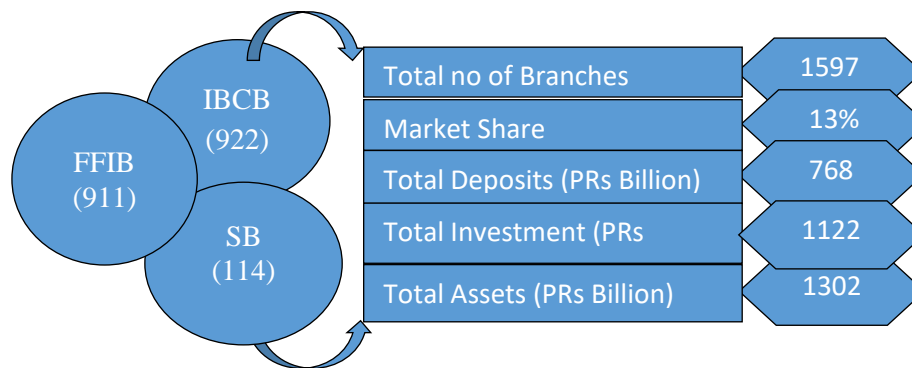 IBCB
(922)
FFIB
(911)
SB
(114)
Total no of Branches
1597
Market Share
13%
Total Deposits (PRs Billion)
768
Total Investment (PRs
1122
Total Assets (PRs Billion)
1302